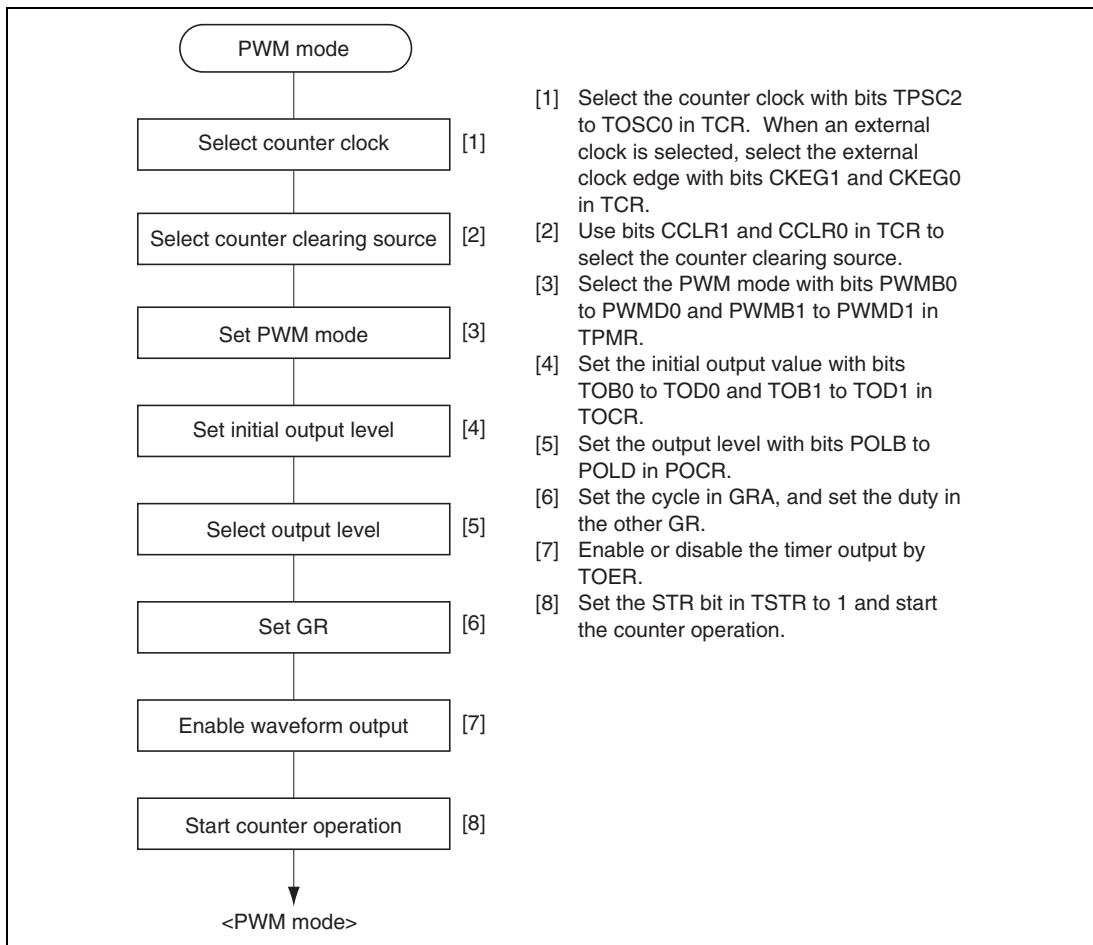 PWM mode
Select counter clock [1]
Select counter clearing source [2]
Set PWM mode [3]
Set initial output level [4]
Select output level [5]
Set GR [6]
Enable waveform output [7]
Start counter operation [8]
<PWM mode>
[1] Select the counter clock with bits TPSC2
to TOSC0 in TCR. When an external
clock is selected, select the external
clock edge with bits CKEG1 and CKEG0
in TCR.
[2] Use bits CCLR1 and CCLR0 in TCR to
select the counter clearing source.
[3] Select the PWM mode with bits PWMB0
to PWMD0 and PWMB1 to PWMD1 in
TPMR.
[4] Set the initial output value with bits
TOB0 to TOD0 and TOB1 to TOD1 in
TOCR.
[5] Set the output level with bits POLB to
POLD in POCR.
[6] Set the cycle in GRA, and set the duty in
the other GR.
[7] Enable or disable the timer output by
TOER.
[8] Set the STR bit in TSTR to 1 and start
the counter operation.